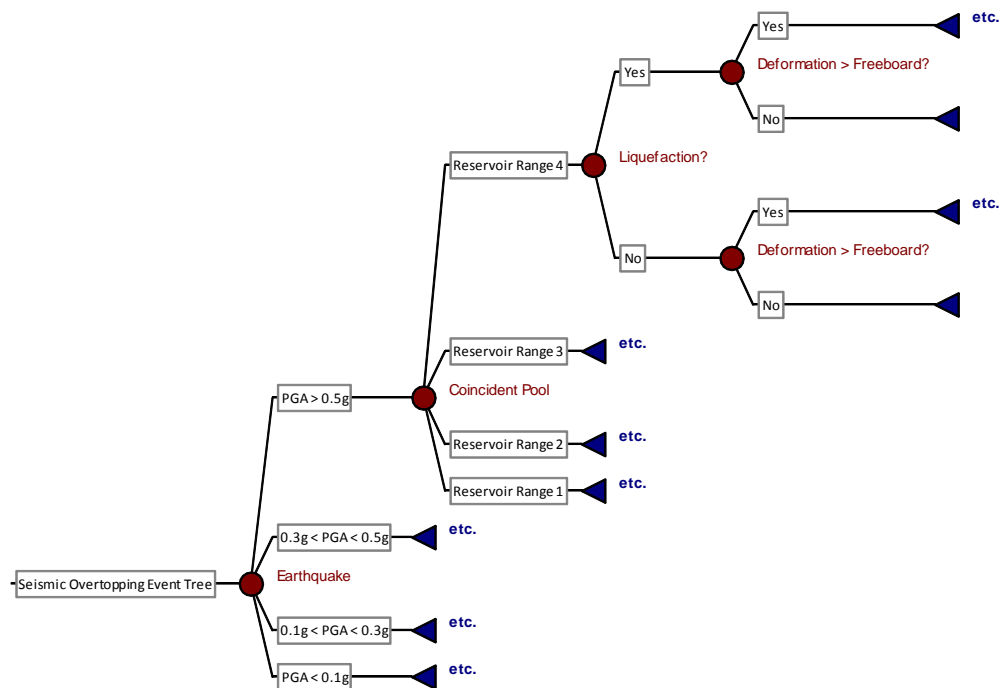 etc.
Yes
Deformation > Freeboard?
Yes
No
Reservoir Range 4
Liquefaction?
etc.
Yes
No
Deformation > Freeboard?
No
etc.
Reservoir Range 3
PGA > 0.5g
Coincident Pool
etc.
Reservoir Range 2
etc.
Reservoir Range 1
etc.
0.3g < PGA < 0.5g
Seismic Overtopping Event Tree
Earthquake
etc.
0.1g < PGA < 0.3g
etc.
PGA < 0.1g